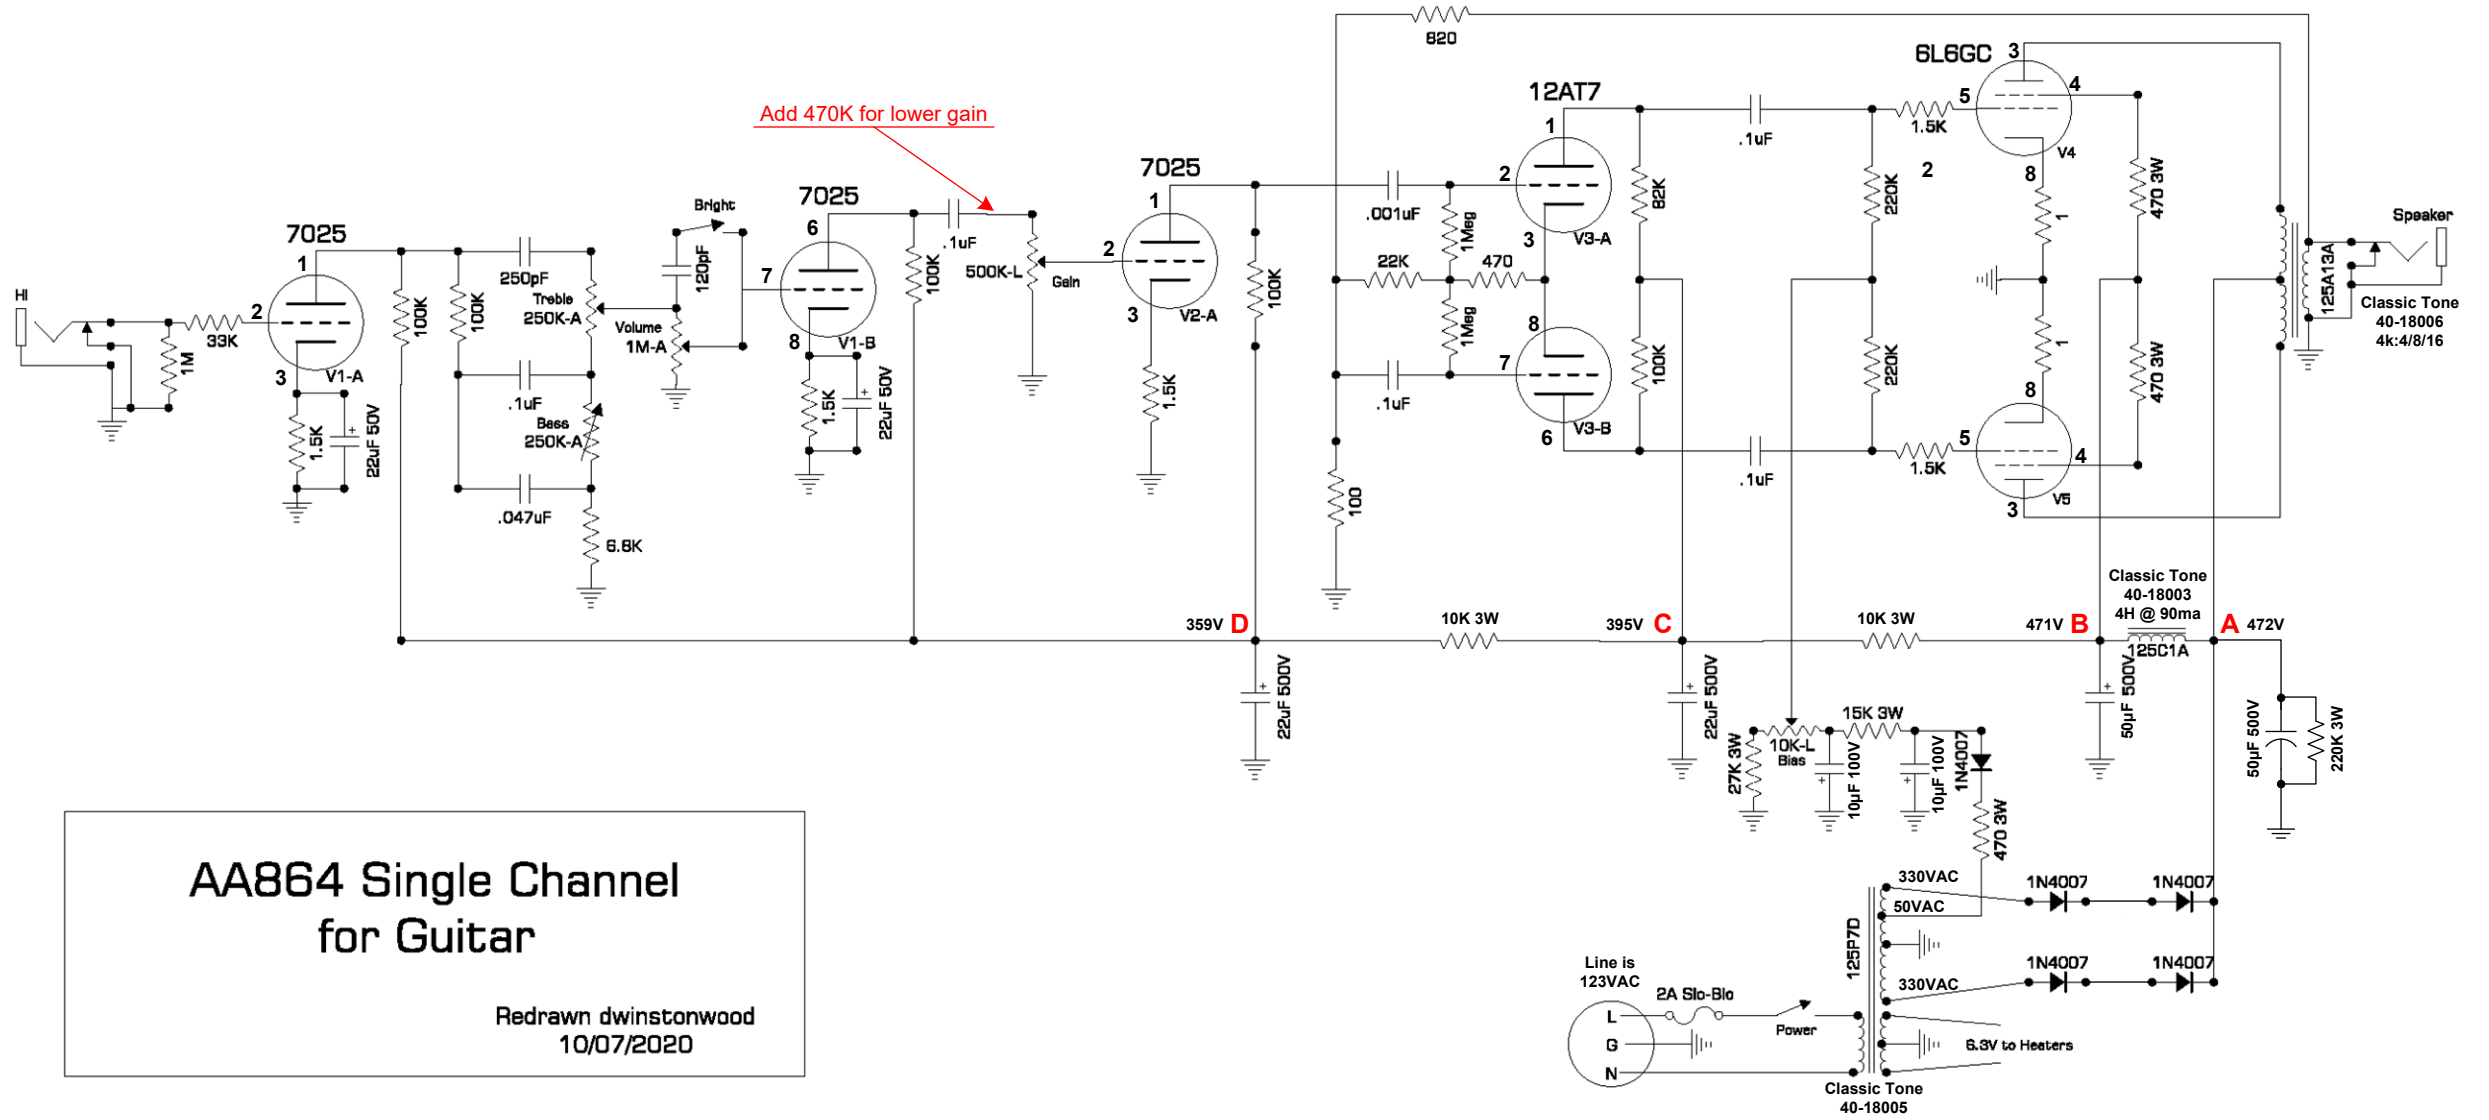 820
6L6GC
3
4
5
1.5K
V4
8
2
12AT7
1
.1uF
82K
220K
470 3W
1
Add 470K for lower gain
7025
1
2
3
V2-A
1.5K
100K
.001uF
1Meg
2
3
V3-A
22K
470
1Meg
8
7
V3-B
6
.1uF
100K
220K
.1uF
1.5K
5
1
8
4
V5
3
470 3W
Speaker
125A13A
Classic Tone
40-18006
4k:4/8/16
7025
6
7
8
V1-B
1.5K
22uF 50V
100K
.1uF
500K-L
Gain
Bright
120pF
Volume
1M-A
250pF
Treble
250K-A
.1uF
Bass
250K-A
.047uF
6.8K
7025
1
2
3
V1-A
HI
1M
33K
1.5K
22uF 50V
100K
100K
100
359V D
10K 3W
395V C
10K 3W
471V B
Classic Tone
40-18003
4H @ 90ma
125C1A
A 472V
22uF 500V
22uF 500V
50µF 500V
50µF 500V
220K 3W
27K 3W
10K-L
Bias
15K 3W
10µF 100V
10µF 100V
1N4007
470 3W
330VAC
50VAC
330VAC
1N4007
1N4007
1N4007
1N4007
125P7D
Line is
123VAC
L
G
N
2A Slo-Blo
Power
6.3V to Heaters
Classic Tone
40-18005
AA864 Single Channel
for Guitar
Redrawn dwinstonwood
10/07/2020